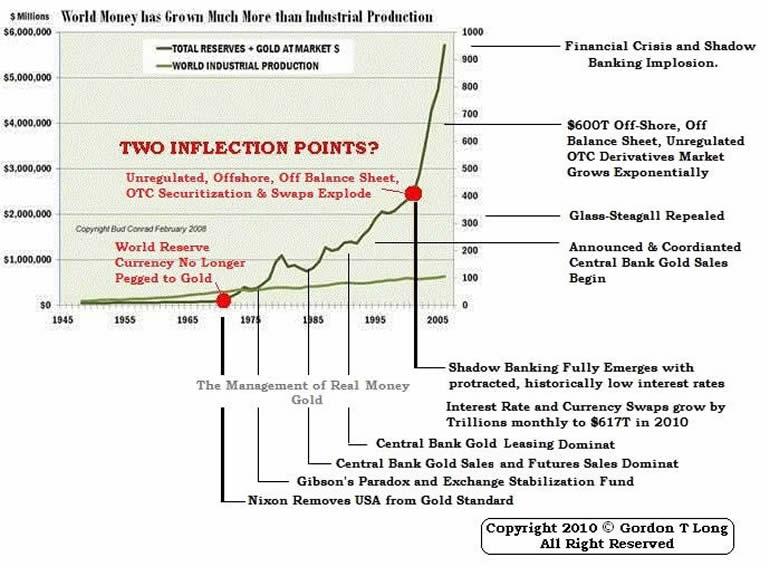 $ Millions World Money has Grown Much More than Industrial Production
$6,000,000
$5,000,000
$4,000,000
$3,000,000
$2,000,000
$1,000,000
$0
1000
900
800
700
600
500
400
300
200
100
0
TOTAL RESERVES + GOLD AT MARKET $
WORLD INDUSTRIAL PRODUCTION
TWO INFLECTION POINTS?
Unregulated, Offshore, Off Balance Sheet,
OTC Securitization & Swaps Explode
Copyright Bud Conrad February 2008
World Reserve
Currency No Longer
Pegged to Gold
1945 1955 1965 1975 1985 1995 2005
Financial Crisis and Shadow
Banking Implosion.
$600T Off-Shore, Off
Balance Sheet, Unregulated
OTC Derivatives Market
Grows Exponentially
Glass-Steagall Repealed
Announced & Coordianted
Central Bank Gold Sales
Begin
Shadow Banking Fully Emerges with
protracted, historically low interest rates
The Management of Real Money
Gold
Interest Rate and Currency Swaps grow by
Trillions monthly to $617T in 2010
Central Bank Gold Leasing Dominat
Central Bank Gold Sales and Futures Sales Dominat
Gibson's Paradox and Exchange Stabilization Fund
Nixon Removes USA from Gold Standard
Copyright 2010 © Gordon T Long
All Right Reserved